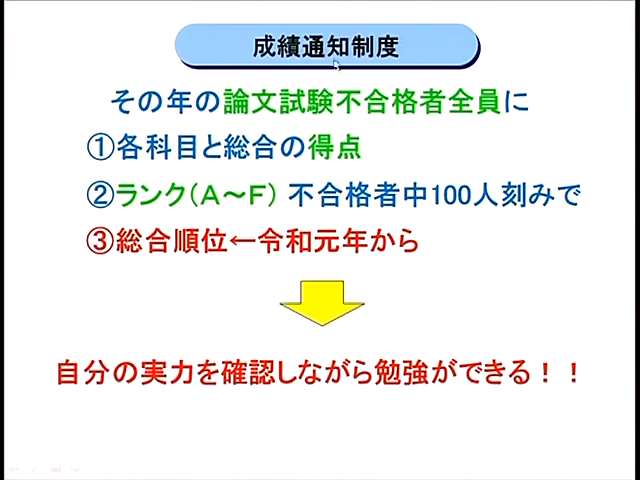 成績通知制度
その年の論文試験不合格者全員に
①各科目と総合の得点
②ランク(A～F) 不合格者中100人刻みで
③総合順位←令和元年から
自分の実力を確認しながら勉強ができる！！